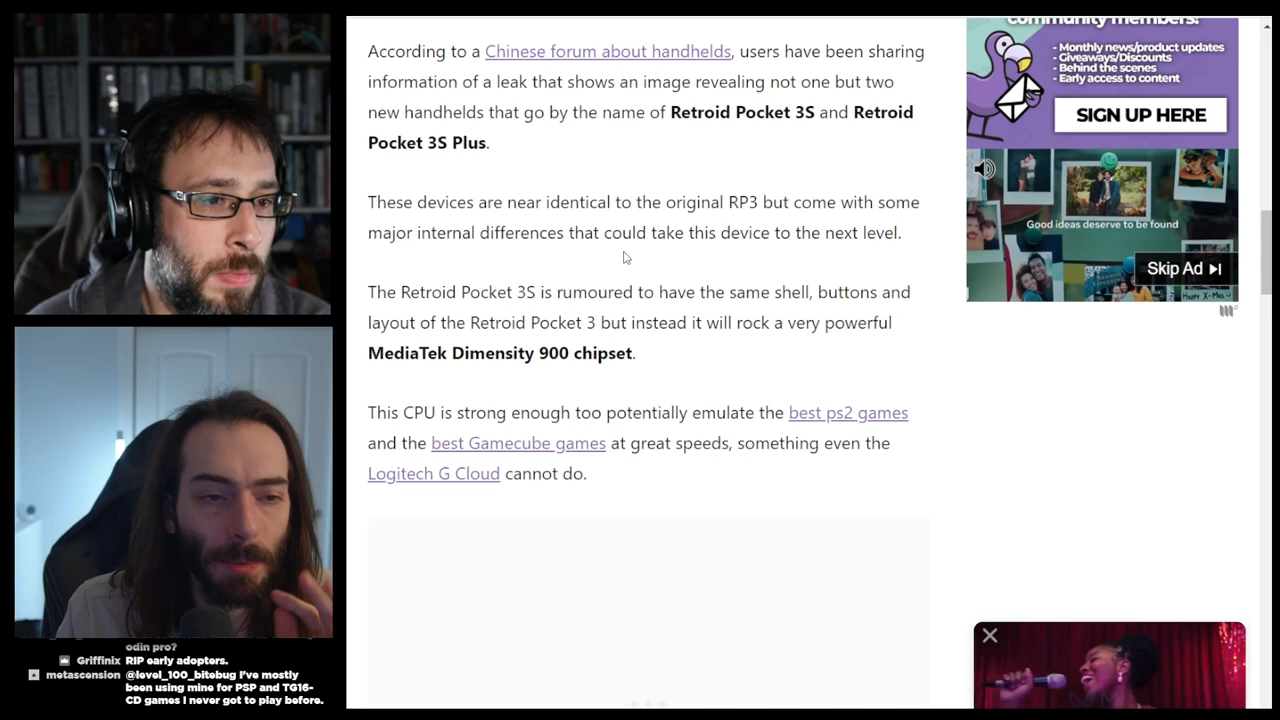 According to a Chinese forum about handhelds, users have been sharing
information of a leak that shows an image revealing not one but two
new handhelds that go by the name of Retroid Pocket 3S and Retroid
Pocket 3S Plus.
These devices are near identical to the original RP3 but come with some
major internal differences that could take this device to the next level.
The Retroid Pocket 3S is rumoured to have the same shell, buttons and
layout of the Retroid Pocket 3 but instead it will rock a very powerful
MediaTek Dimensity 900 chipset.
This CPU is strong enough too potentially emulate the best ps2 games
and the best Gamecube games at great speeds, something even the
Logitech G Cloud cannot do.
community members!
- Monthly news/product updates
- Giveaways/Discounts
- Behind the scenes
- Early access to content
SIGN UP HERE
Good ideas deserve to be found
Skip Ad
odin pro?
Griffinix RIP early adopters.
metascension @level_100_bitebug I've mostly
been using mine for PSP and TG16-
CD games I never got to play before.